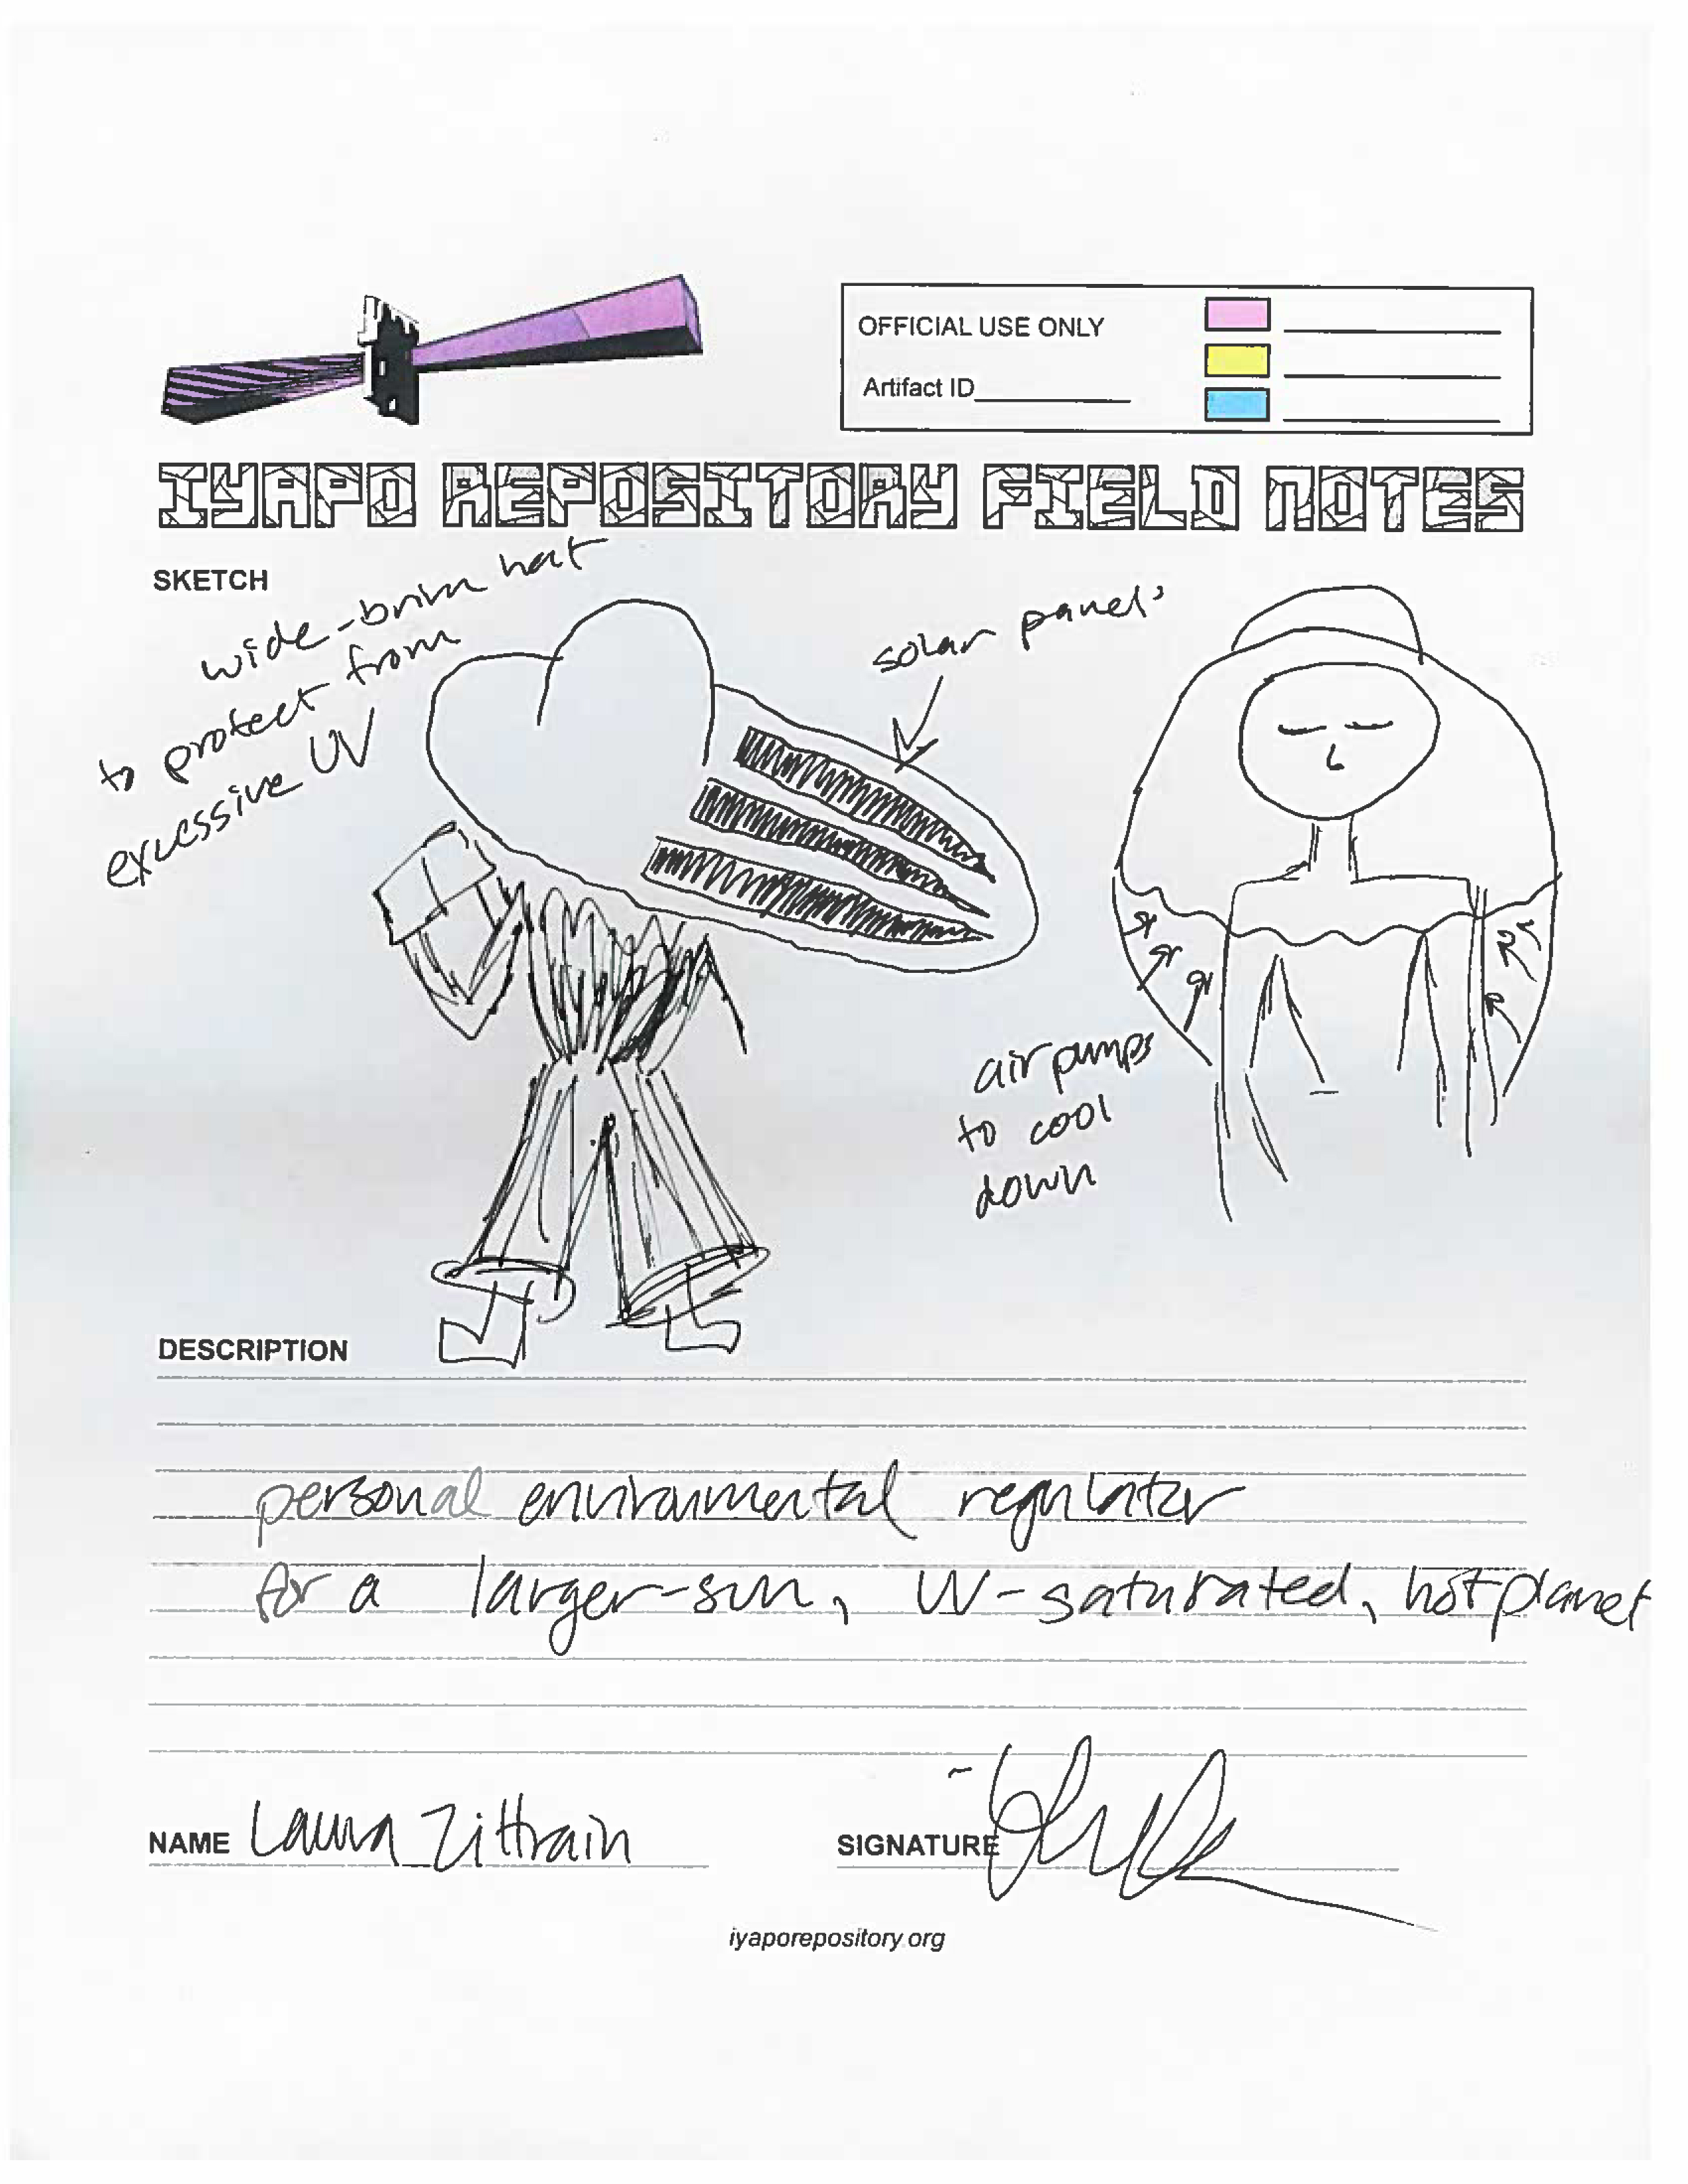 OFFICIAL USE ONLY
Artifact ID
IYAPO REPOSITORY FIELD NOTES
SKETCH
wide-brim hat
to protect from
excessive UV
solar panels
air pumps
to cool
down
DESCRIPTION
personal environmental regulator
for a larger-sun, UV-saturated, hot planet
NAME Laura Zittrain
SIGNATURE
iyaporepository.org